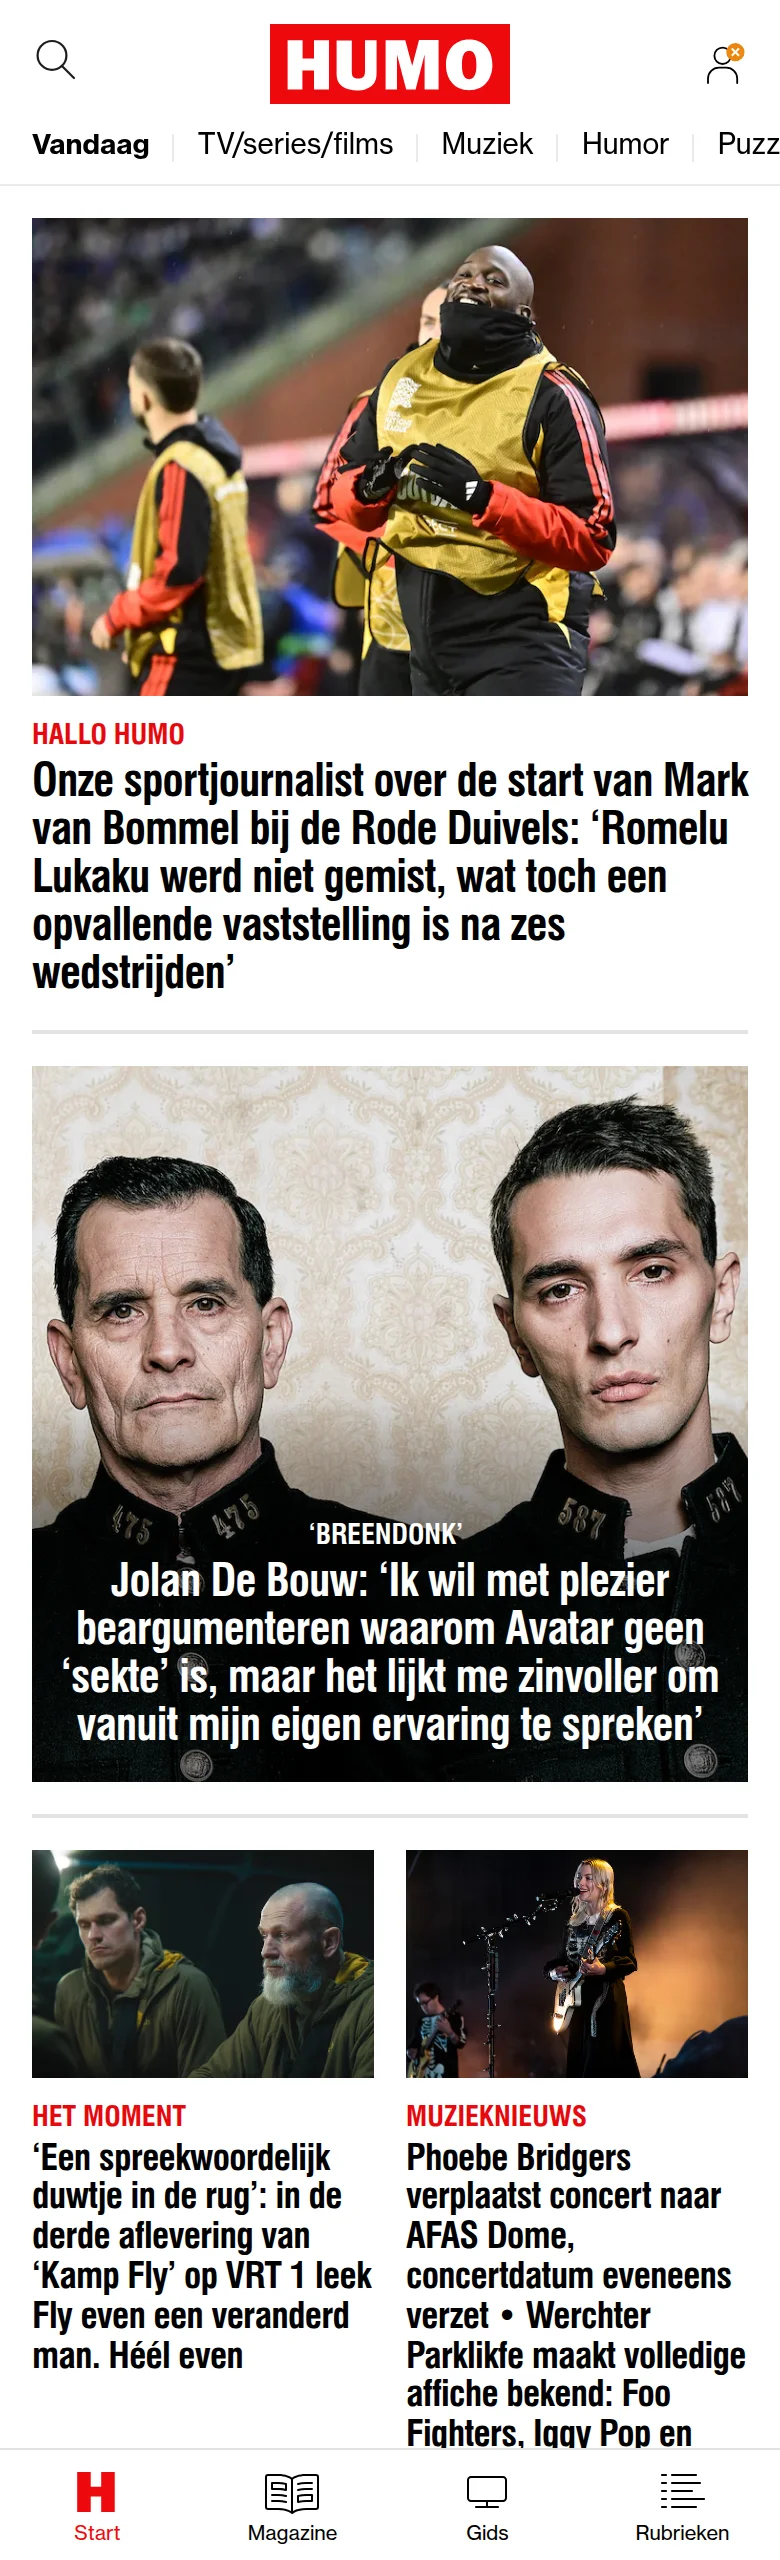 HUMO
Vandaag
TV/series/films
Muziek
Humor
Puzz
HALLO HUMO
Onze sportjournalist over de start van Mark
van Bommel bij de Rode Duivels: ‘Romelu
Lukaku werd niet gemist, wat toch een
opvallende vaststelling is na zes
wedstrijden’
475
475
587
587
‘BREENDONK’
Jolan De Bouw: ‘Ik wil met plezier
beargumenteren waarom Avatar geen
‘sekte’ is, maar het lijkt me zinvoller om
vanuit mijn eigen ervaring te spreken’
HET MOMENT
‘Een spreekwoordelijk
duwtje in de rug’: in de
derde aflevering van
‘Kamp Fly’ op VRT 1 leek
Fly even een veranderd
man. Héél even
MUZIEKNIEUWS
Phoebe Bridgers
verplaatst concert naar
AFAS Dome,
concertdatum eveneens
verzet • Werchter
Parklikfe maakt volledige
affiche bekend: Foo
Fighters, Iggy Pop en
Start
Magazine
Gids
Rubrieken